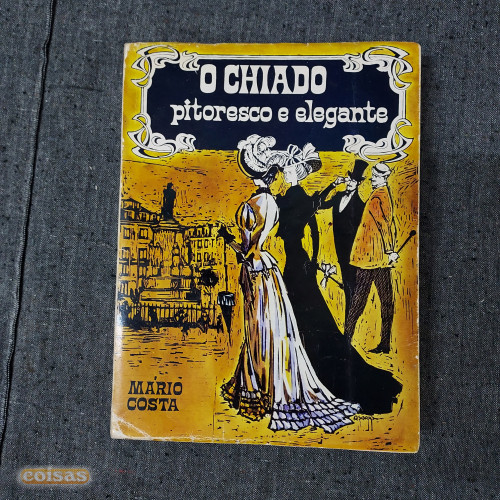 O CHIADO
pitoresco e elegante
MARIO
COSTA
coisas